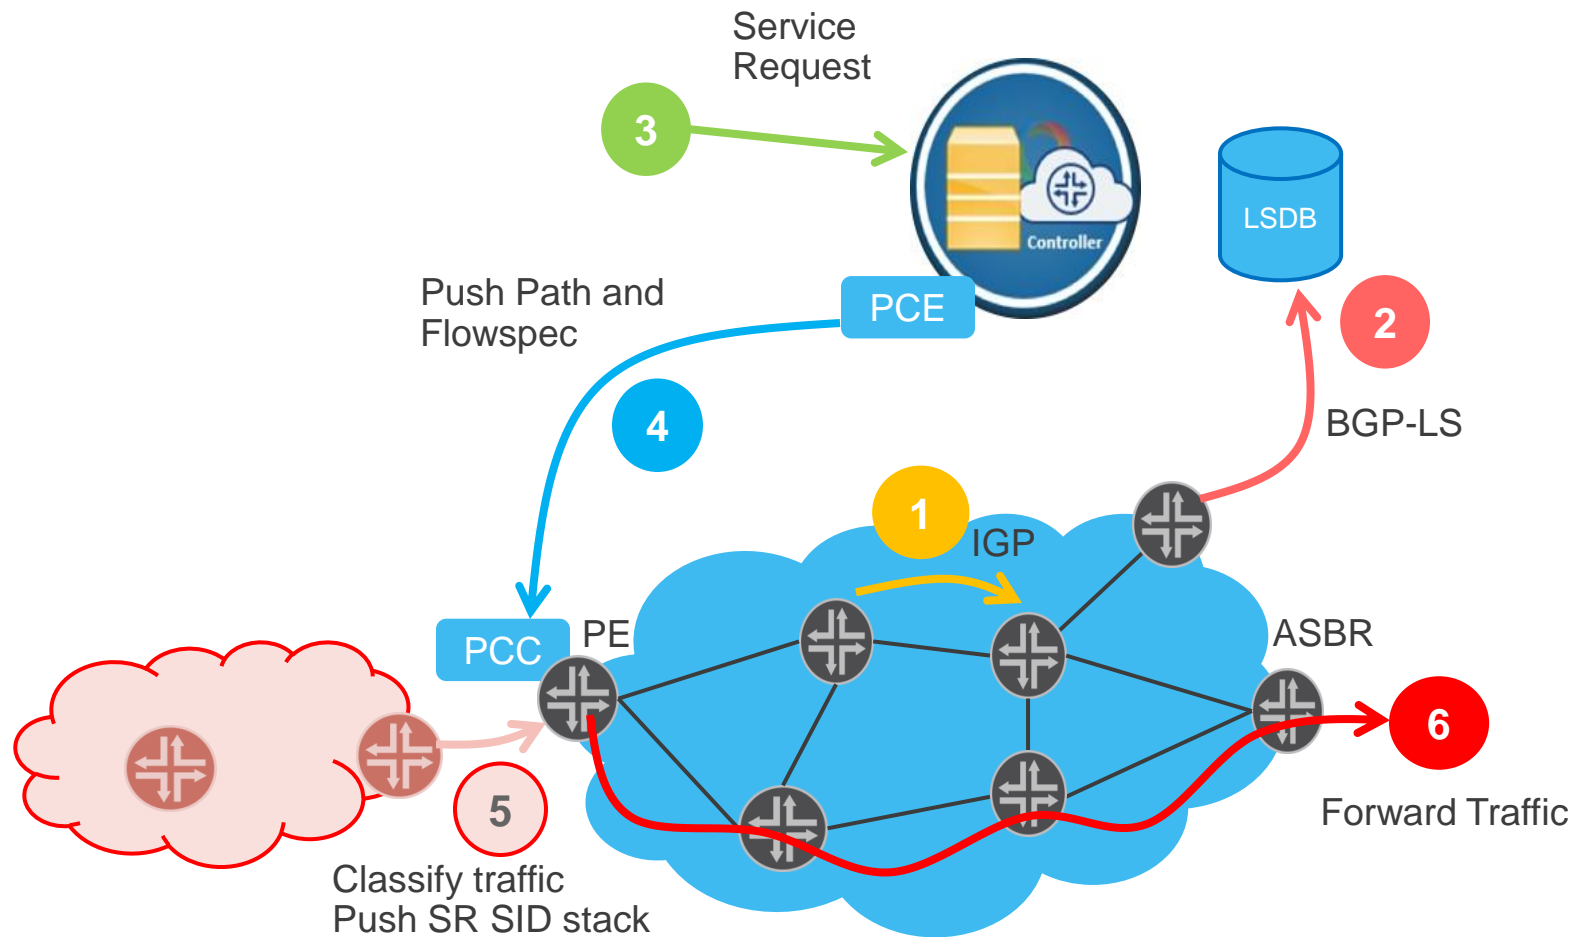 Service
Request
3
Controller
LSDB
Push Path and
Flowspec
PCE
2
4
BGP-LS
1
IGP
PCC
PE
ASBR
6
5
Forward Traffic
Classify traffic
Push SR SID stack